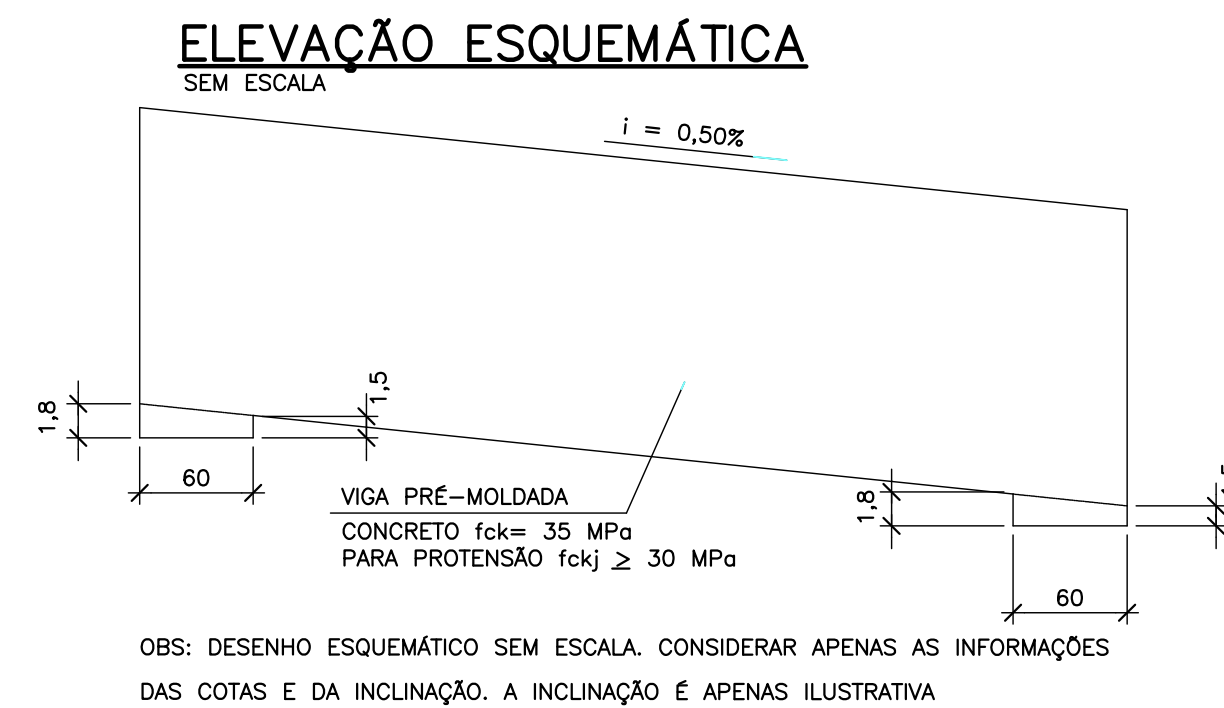 ELEVAÇÃO ESQUEMÁTICA
SEM ESCALA
i = 0,50%
1,8
1,5
60
VIGA PRÉ-MOLDADA
CONCRETO fck= 35 MPa
PARA PROTENSÃO fckj ≥ 30 MPa
1,8
60
OBS: DESENHO ESQUEMÁTICO SEM ESCALA. CONSIDERAR APENAS AS INFORMAÇÕES
DAS COTAS E DA INCLINAÇÃO. A INCLINAÇÃO É APENAS ILUSTRATIVA